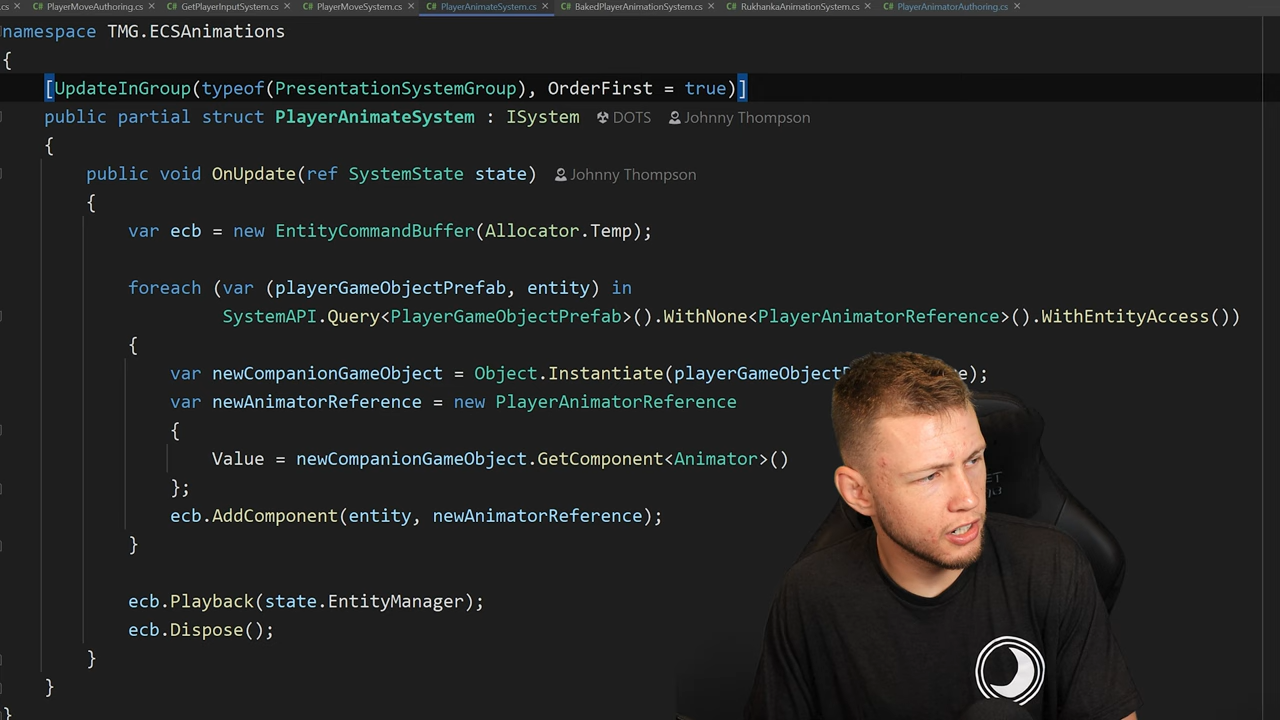 .cs PlayerMoveAuthoring.cs GetPlayerInputSystem.cs PlayerMoveSystem.cs PlayerAnimateSystem.cs BakedPlayerAnimationSystem.cs RukhankaAnimationSystem.cs PlayerAnimatorAuthoring.cs
namespace TMG.ECSAnimations
{
[UpdateInGroup(typeof(PresentationSystemGroup), OrderFirst = true)]
public partial struct PlayerAnimateSystem : ISystem DOTS Johnny Thompson
{
public void OnUpdate(ref SystemState state) Johnny Thompson
{
var ecb = new EntityCommandBuffer(Allocator.Temp);
foreach (var (playerGameObjectPrefab, entity) in
SystemAPI.Query<PlayerGameObjectPrefab>().WithNone<PlayerAnimatorReference>().WithEntityAccess())
{
var newCompanionGameObject = Object.Instantiate( e);
var newAnimatorReference = new PlayerAnimatorReference
{
Value = newCompanionGameObject.GetComponent<Animator>()
};
ecb.AddComponent(entity, newAnimatorReference);
}
ecb.Playback(state.EntityManager);
ecb.Dispose();
}
}
}